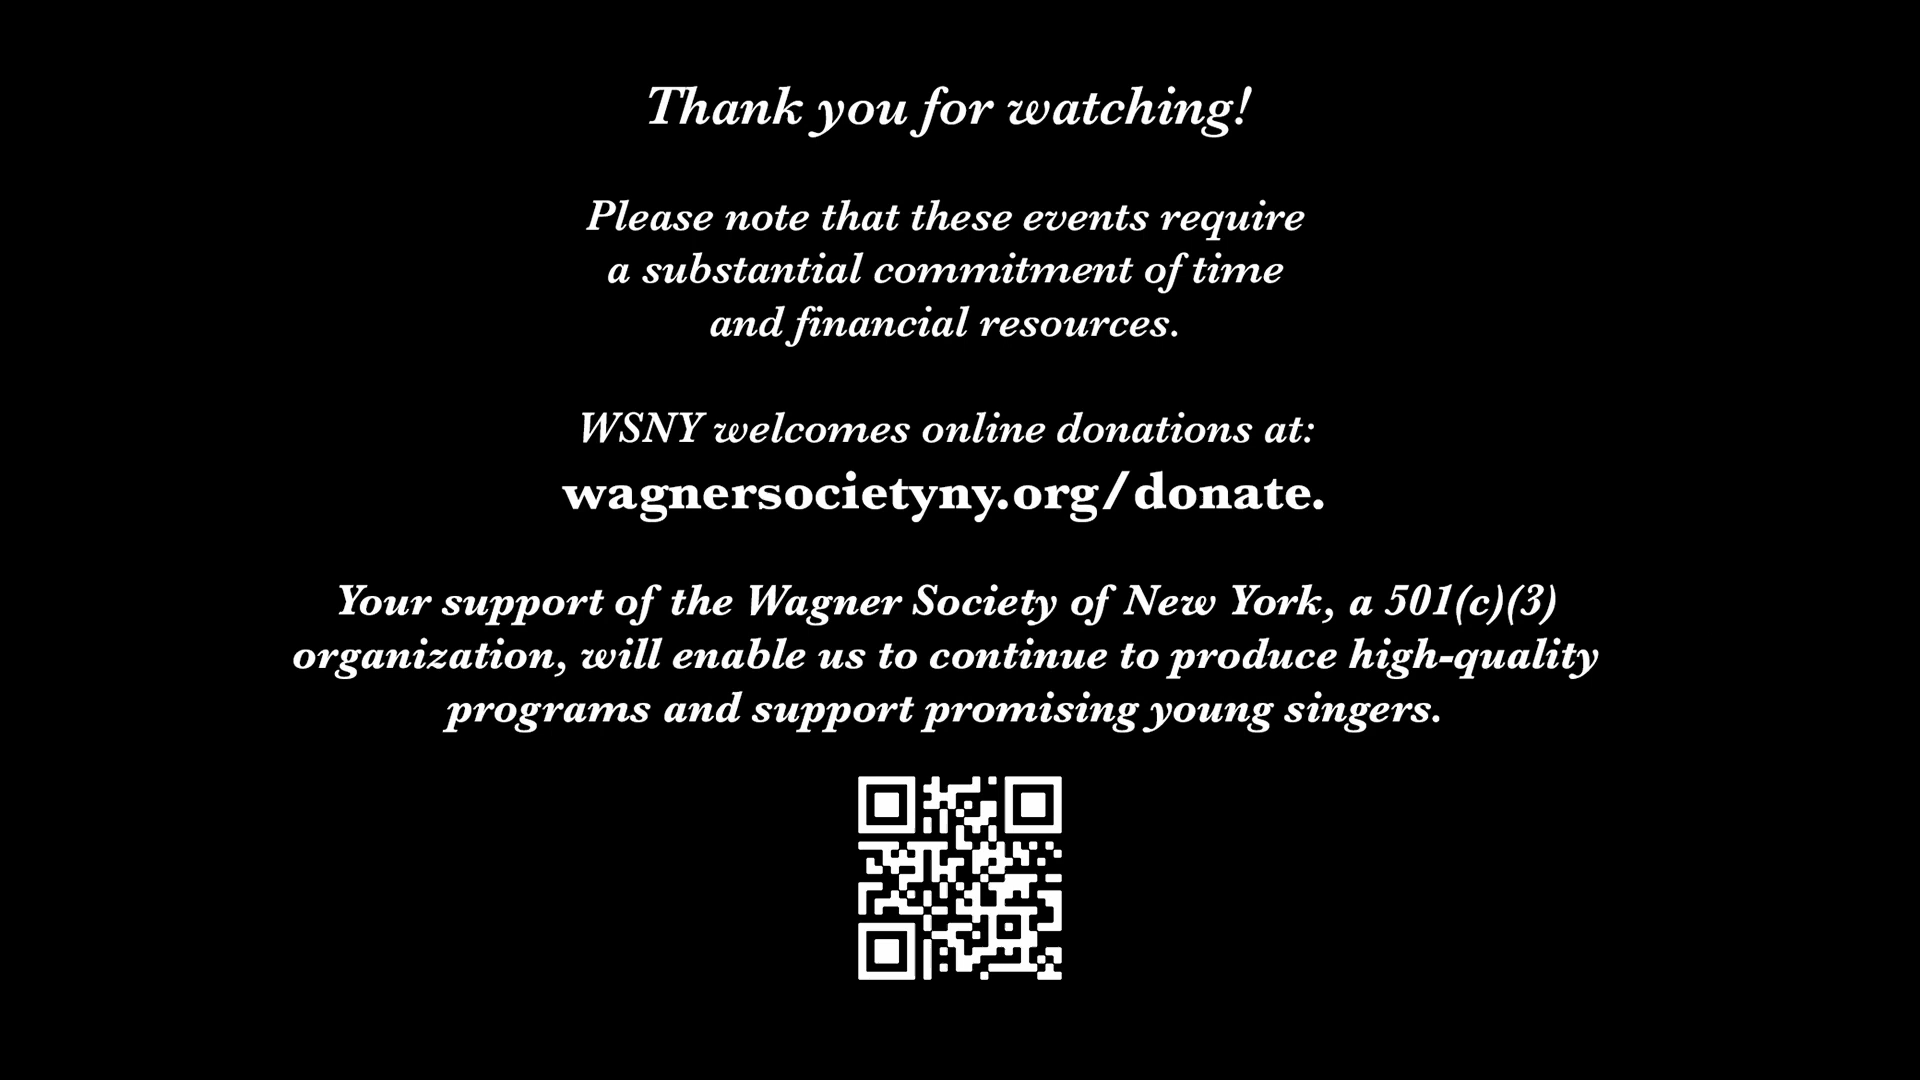 Thank you for watching!
Please note that these events require
a substantial commitment of time
and financial resources.
WSNY welcomes online donations at:
wagnersocietyny.org/donate.
Your support of the Wagner Society of New York, a 501(c)(3)
organization, will enable us to continue to produce high-quality
programs and support promising young singers.